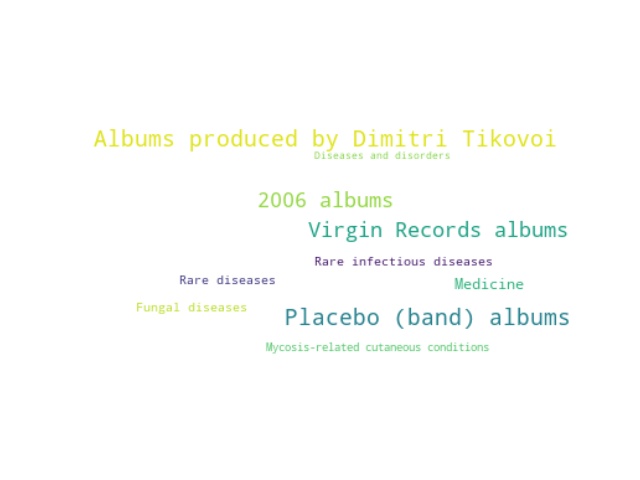 Albums produced by Dimitri Tikovoi
Diseases and disorders
2006 albums
Virgin Records albums
Rare infectious diseases
Rare diseases
Medicine
Fungal diseases
Placebo (band) albums
Mycosis-related cutaneous conditions